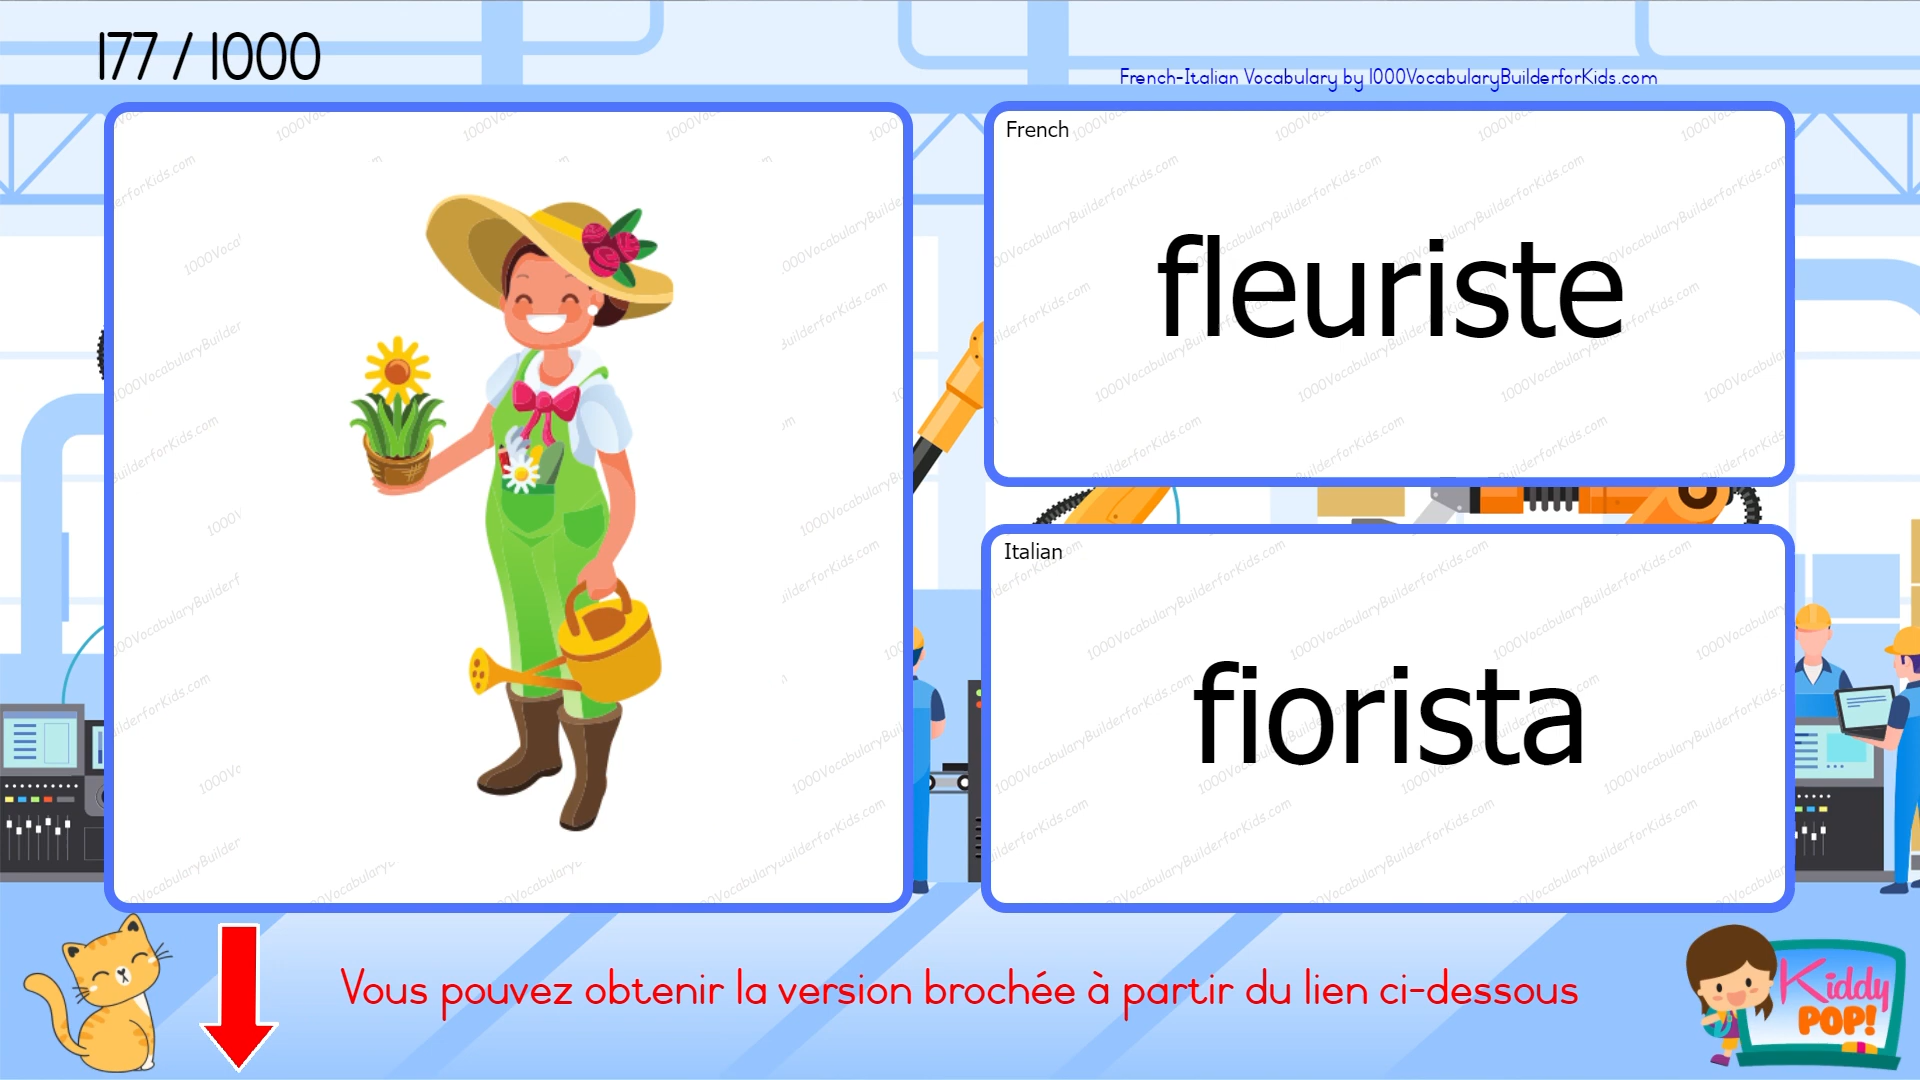 177 / 1000
French-Italian Vocabulary by 1000VocabularyBuilderforKids.com
French
fleuriste
Italian
fiorista
Vous pouvez obtenir la version brochée à partir du lien ci-dessous
Kiddy
POP!